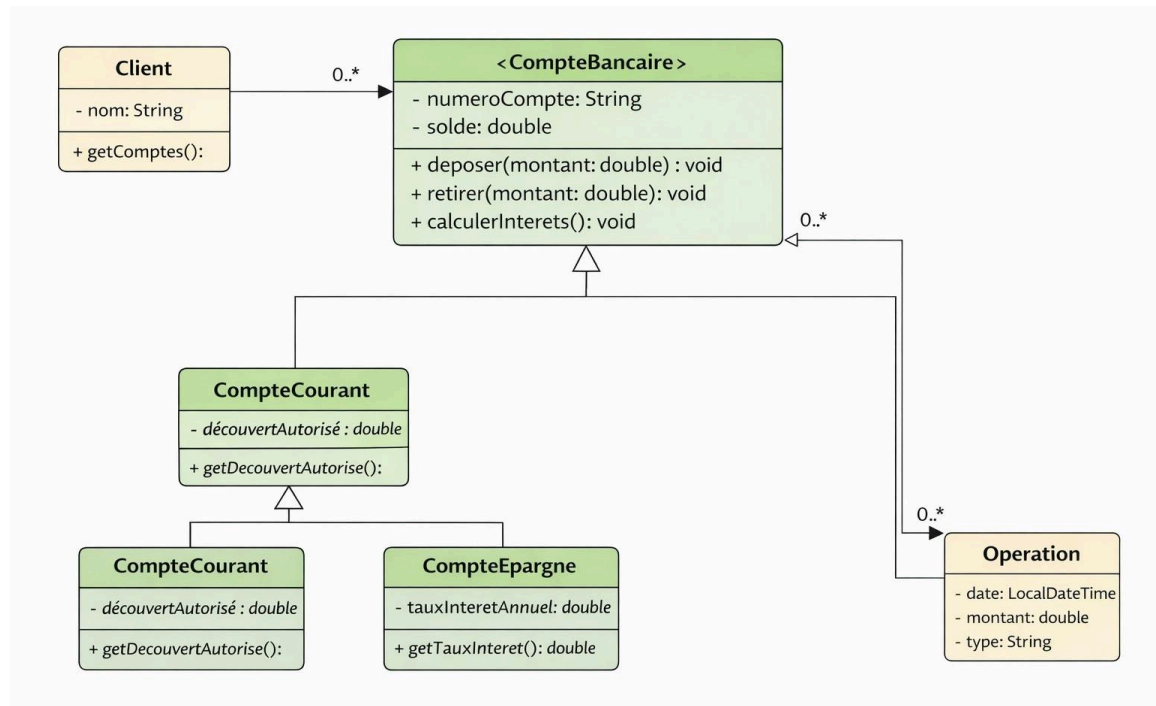 Client
- nom: String
+ getComptes():
0..*
<CompteBancaire>
- numeroCompte: String
- solde: double
+ deposer(montant: double) : void
+ retirer(montant: double): void
+ calculerInterets(): void
0..*
CompteCourant
- découvertAutorisé : double
+ getDecouvertAutorise():
CompteCourant
- découvertAutorisé : double
+ getDecouvertAutorise():
CompteEpargne
- tauxInteretAnnuel: double
+ getTauxInteret(): double
0..*
Operation
- date: LocalDateTime
- montant: double
- type: String